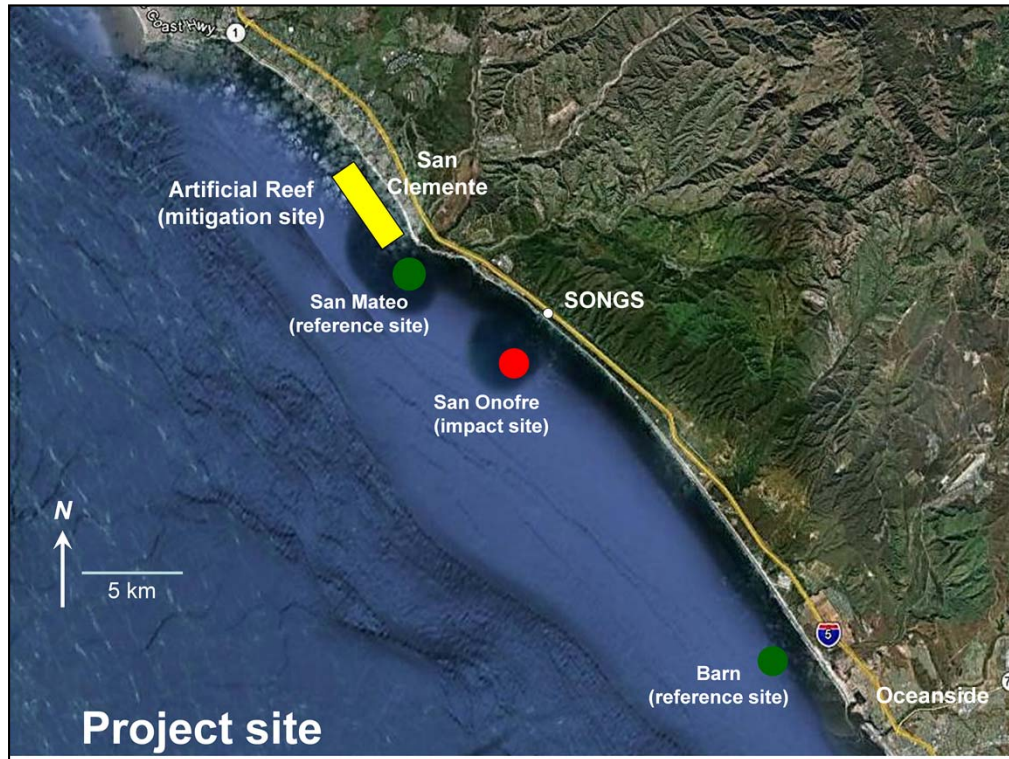 Coast Hwy
1
San
Clemente
Artificial Reef
(mitigation site)
San Mateo
(reference site)
SONGS
San Onofre
(impact site)
N
5 km
5
Barn
(reference site)
Oceanside
7
Project site